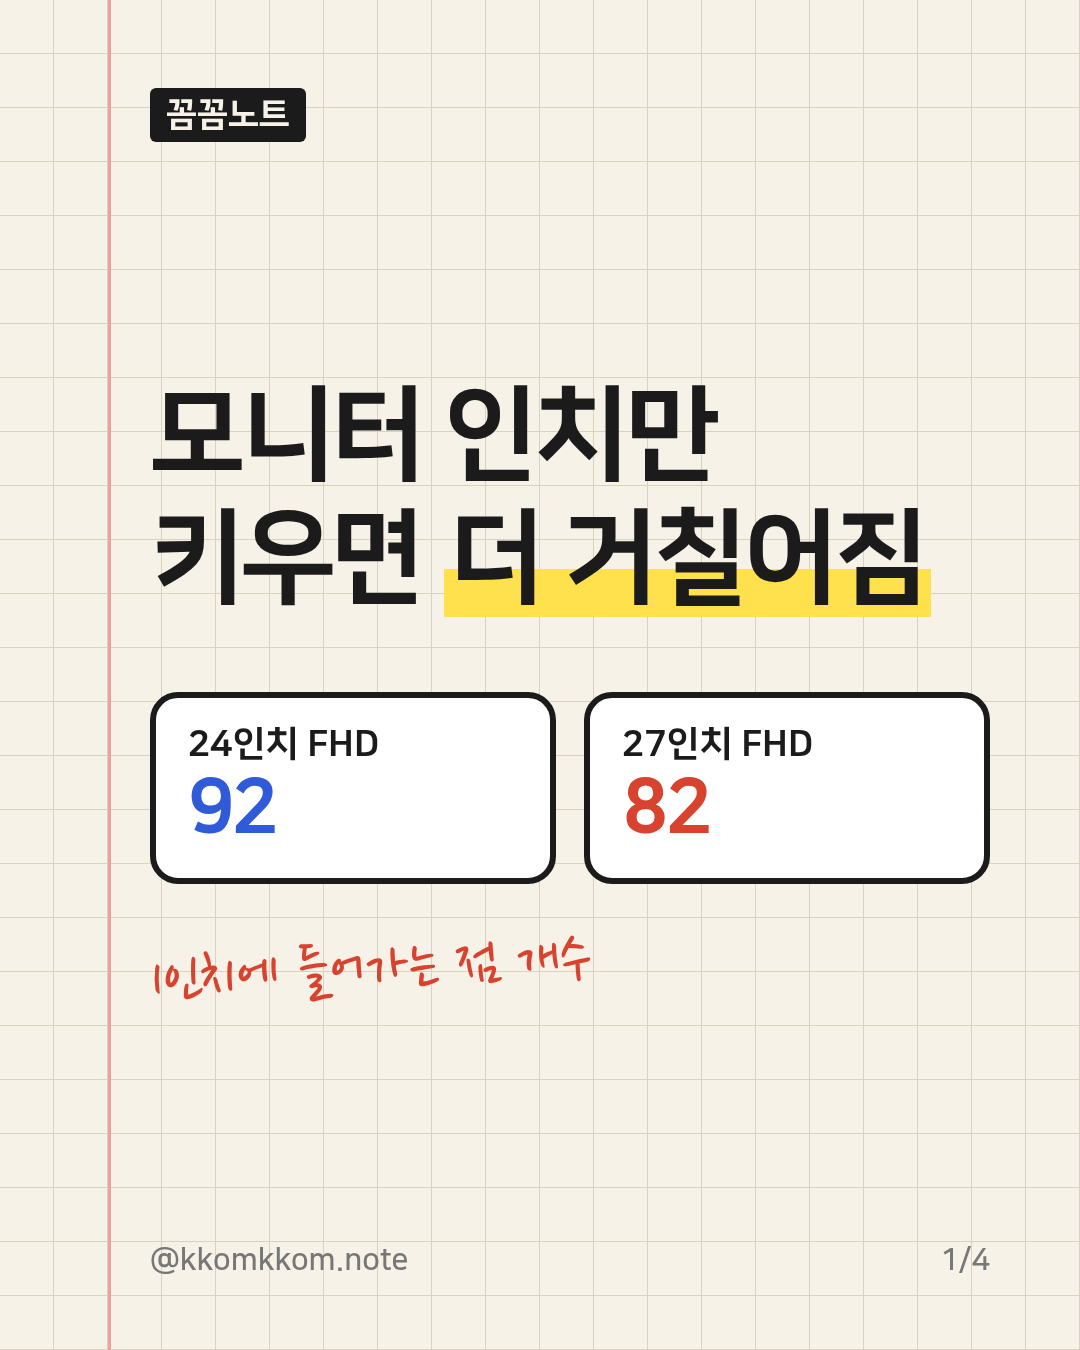 꼼꼼노트
모니터 인치만
키우면 더 거칠어짐
24인치 FHD
92
27인치 FHD
82
1인치에 들어가는 점 개수
@kkomkkom.note
1/4